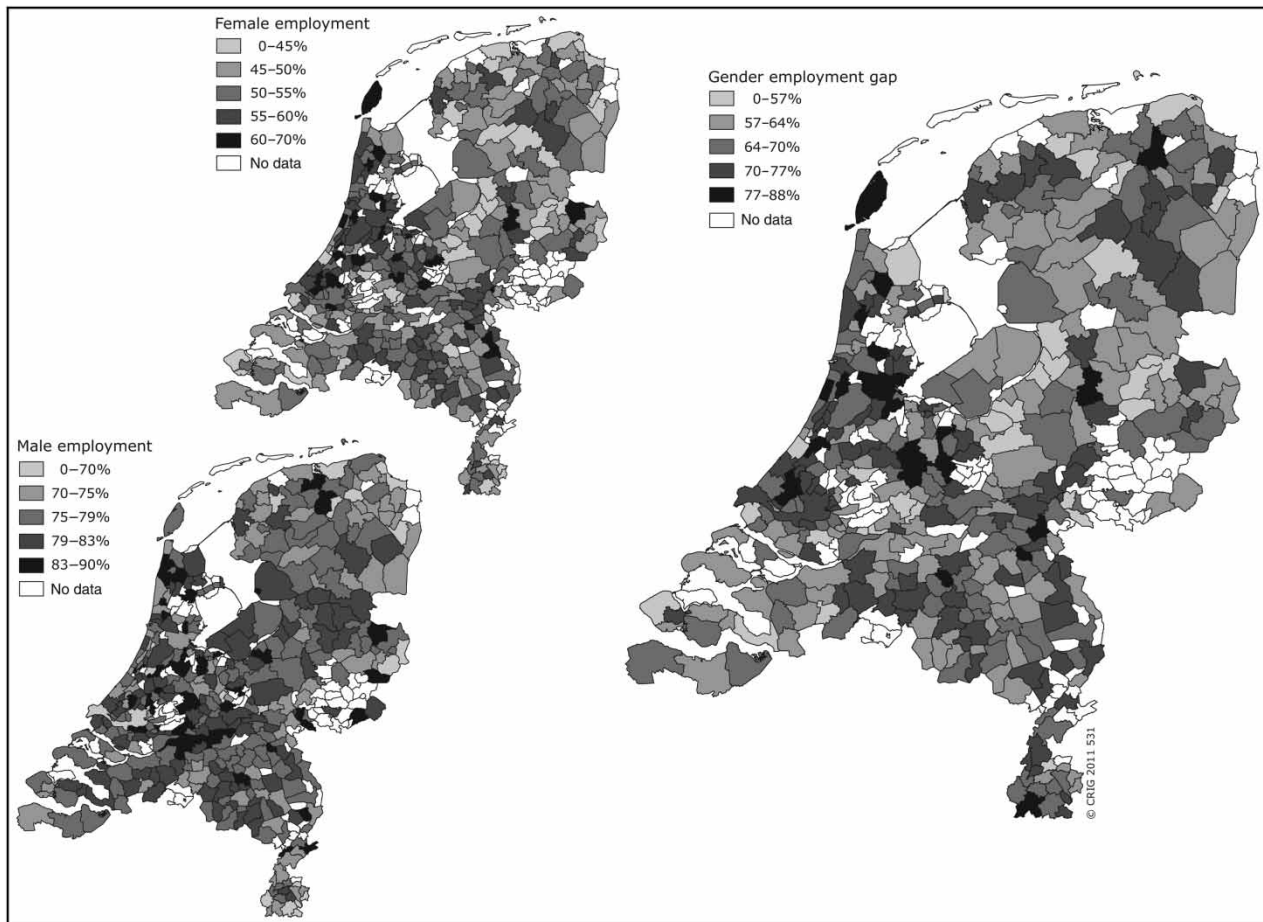 Female employment
0–45%
45–50%
50–55%
55–60%
60–70%
No data
Gender employment gap
0–57%
57–64%
64–70%
70–77%
77–88%
No data
Male employment
0–70%
70–75%
75–79%
79–83%
83–90%
No data
© CRIG 2011 531